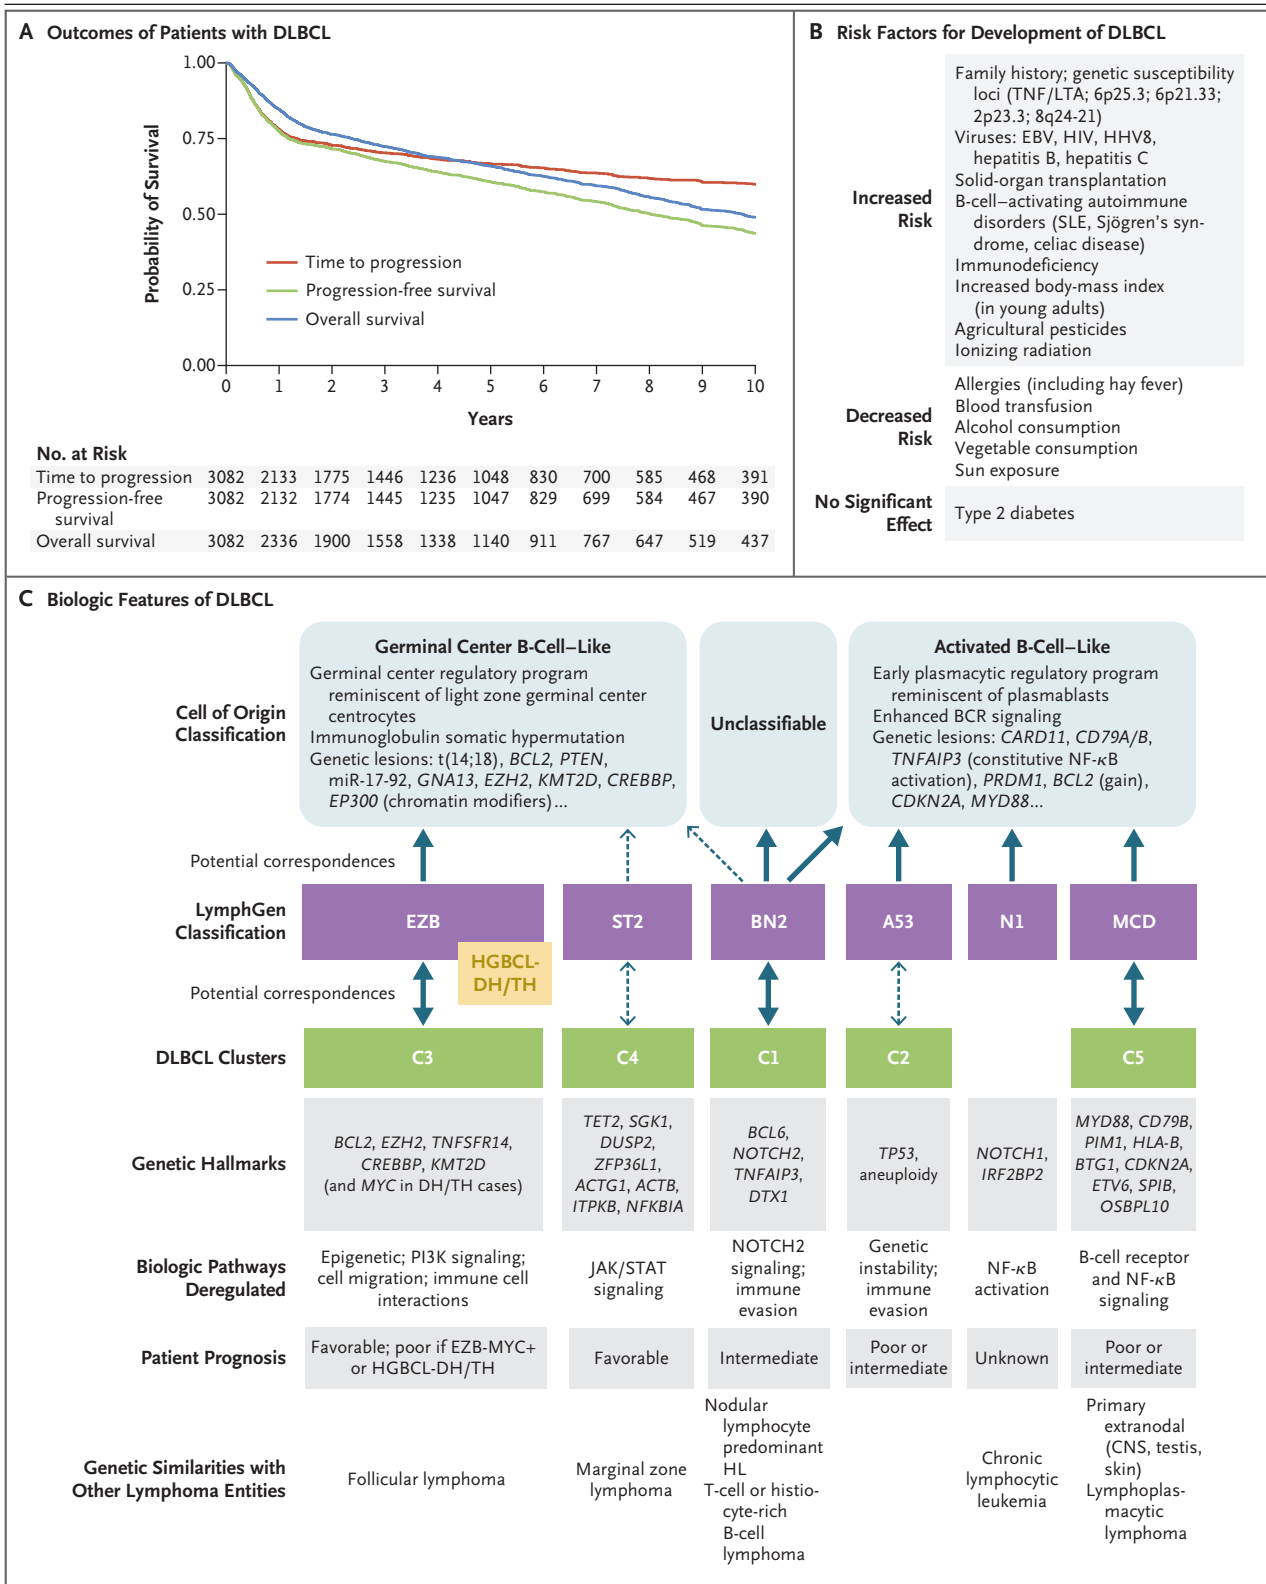 A Outcomes of Patients with DLBCL
1.00
0.75
0.50
0.25
0.00
Probability of Survival
Time to progression
Progression-free survival
Overall survival
0 1 2 3 4 5 6 7 8 9 10
Years
No. at Risk
Time to progression 3082 2133 1775 1446 1236 1048 830 700 585 468 391
Progression-free 3082 2132 1774 1445 1235 1047 829 699 584 467 390
survival
Overall survival 3082 2336 1900 1558 1338 1140 911 767 647 519 437
B Risk Factors for Development of DLBCL
Increased
Risk
Family history; genetic susceptibility
loci (TNF/LTA; 6p25.3; 6p21.33;
2p23.3; 8q24-21)
Viruses: EBV, HIV, HHV8,
hepatitis B, hepatitis C
Solid-organ transplantation
B-cell–activating autoimmune
disorders (SLE, Sjögren's syn-
drome, celiac disease)
Immunodeficiency
Increased body-mass index
(in young adults)
Agricultural pesticides
Ionizing radiation
Decreased
Risk
Allergies (including hay fever)
Blood transfusion
Alcohol consumption
Vegetable consumption
Sun exposure
No Significant
Effect
Type 2 diabetes
C Biologic Features of DLBCL
Cell of Origin
Classification
Germinal Center B-Cell–Like
Germinal center regulatory program
reminiscent of light zone germinal center
centrocytes
Immunoglobulin somatic hypermutation
Genetic lesions: t(14;18), BCL2, PTEN,
miR-17-92, GNA13, EZH2, KMT2D, CREBBP,
EP300 (chromatin modifiers)...
Unclassifiable
Activated B-Cell–Like
Early plasmacytic regulatory program
reminiscent of plasmablasts
Enhanced BCR signaling
Genetic lesions: CARD11, CD79A/B,
TNFAIP3 (constitutive NF-κB
activation), PRDM1, BCL2 (gain),
CDKN2A, MYD88...
Potential correspondences
LymphGen
Classification
EZB
ST2
BN2
A53
N1
MCD
HGBCL-
DH/TH
Potential correspondences
DLBCL Clusters
C3
C4
C1
C2
C5
Genetic Hallmarks
BCL2, EZH2, TNFSFR14,
CREBBP, KMT2D
(and MYC in DH/TH cases)
TET2, SGK1,
DUSP2,
ZFP36L1,
ACTG1, ACTB,
ITPKB, NFKBIA
BCL6,
NOTCH2,
TNFAIP3,
DTX1
TP53,
aneuploidy
NOTCH1,
IRF2BP2
MYD88, CD79B,
PIM1, HLA-B,
BTG1, CDKN2A,
ETV6, SPIB,
OSBPL10
Biologic Pathways
Deregulated
Epigenetic; PI3K signaling;
cell migration; immune cell
interactions
JAK/STAT
signaling
NOTCH2
signaling;
immune
evasion
Genetic
instability;
immune
evasion
NF-κB
activation
B-cell receptor
and NF-κB
signaling
Patient Prognosis
Favorable; poor if EZB-MYC+
or HGBCL-DH/TH
Favorable
Intermediate
Poor or
intermediate
Unknown
Poor or
intermediate
Genetic Similarities with
Other Lymphoma Entities
Follicular lymphoma
Marginal zone
lymphoma
Nodular
lymphocyte
predominant
HL
T-cell or histio-
cyte-rich
B-cell
lymphoma
Chronic
lymphocytic
leukemia
Primary
extranodal
(CNS, testis,
skin)
Lymphoplas-
macytic
lymphoma